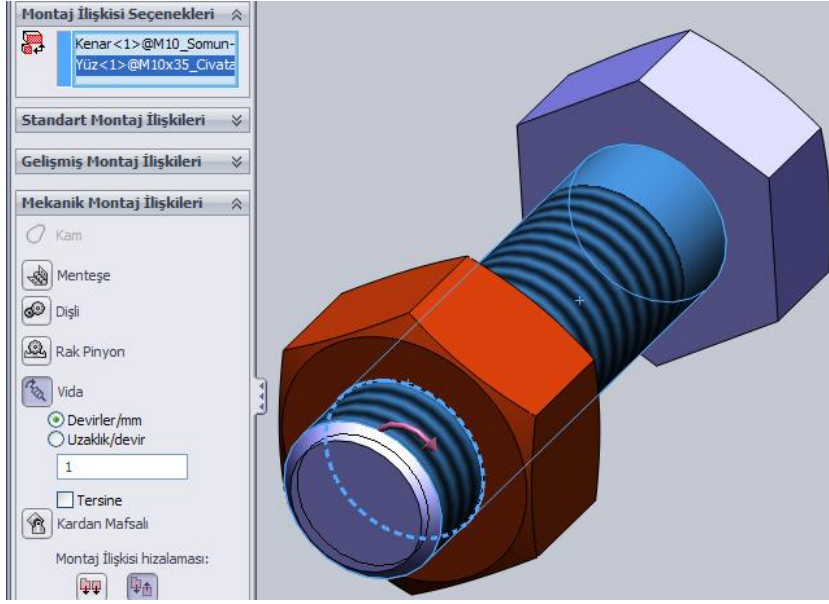 Montaj İlişkisi Seçenekleri
Kenar<1>@M10_Somun-
Yüz<1>@M10x35_Civata
Standart Montaj İlişkileri
Gelişmiş Montaj İlişkileri
Mekanik Montaj İlişkileri
Kam
Menteşe
Dişli
Rak Pinyon
Vida
Devirler/mm
Uzaklık/devir
1
Tersine
Kardan Mafsalı
Montaj İlişkisi hizalaması: